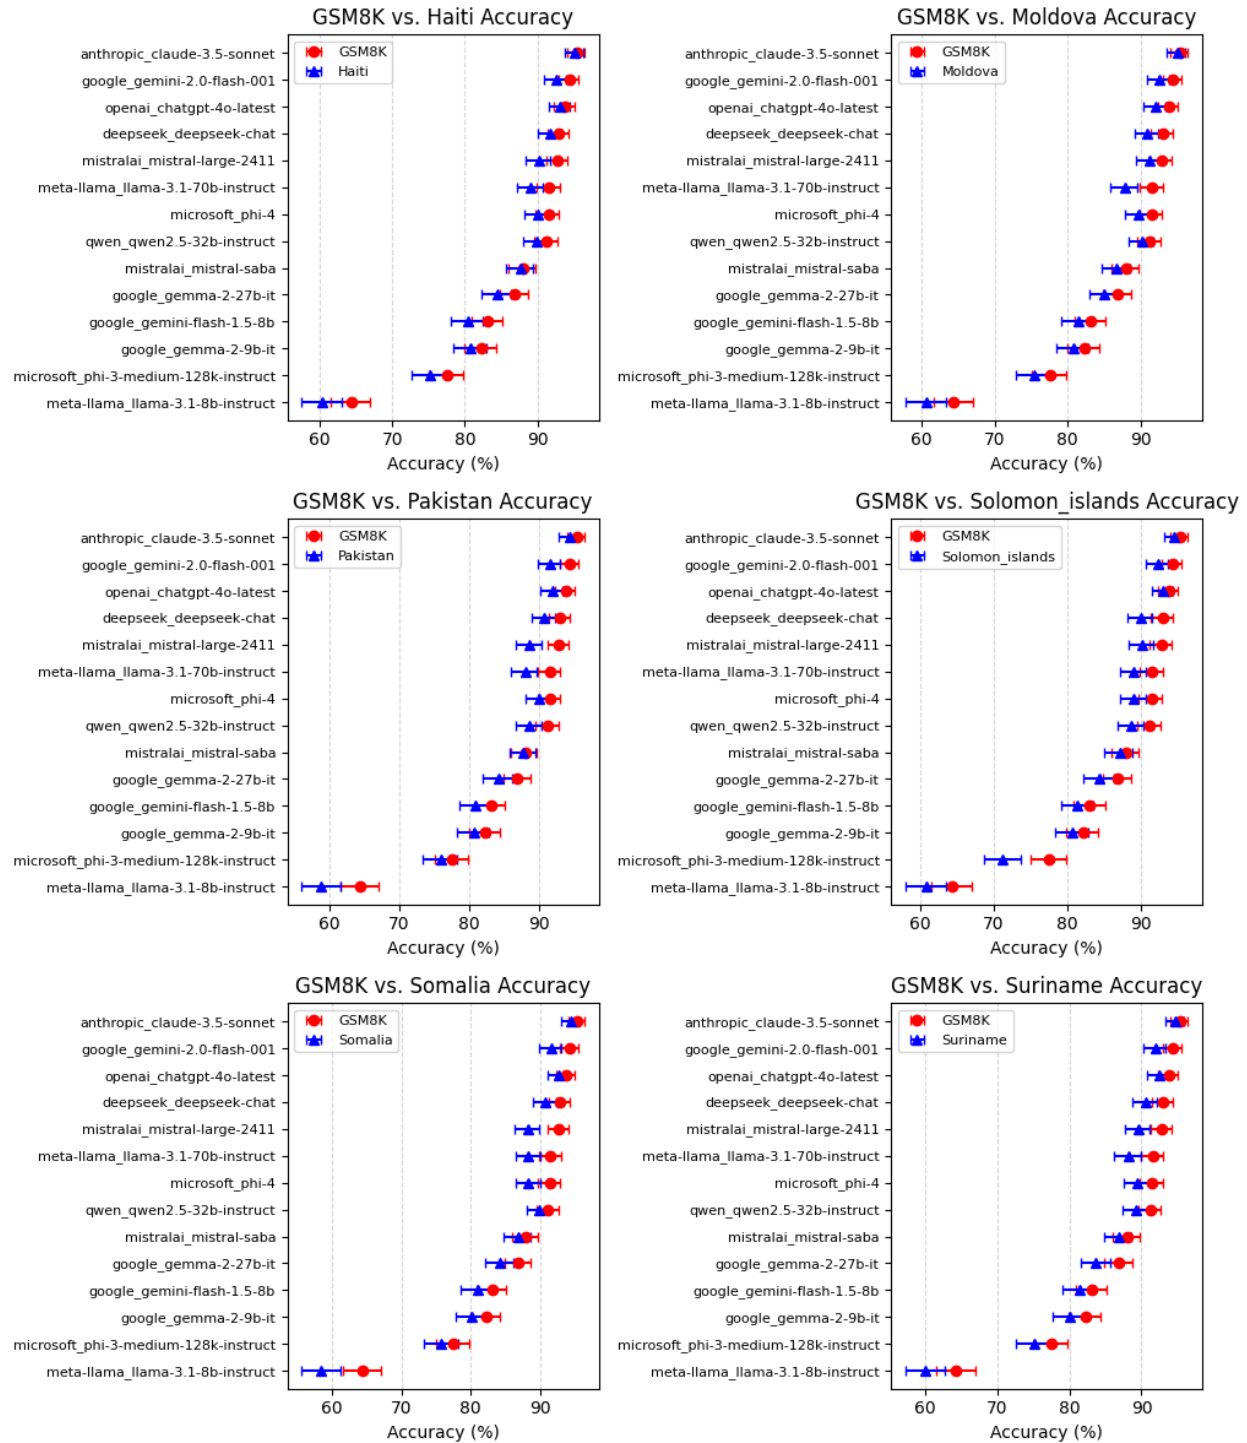 GSM8K vs. Haiti Accuracy
anthropic_claude-3.5-sonnet
google_gemini-2.0-flash-001
openai_chatgpt-4o-latest
deepseek_deepseek-chat
mistralai_mistral-large-2411
meta-llama_llama-3.1-70b-instruct
microsoft_phi-4
qwen_qwen2.5-32b-instruct
mistralai_mistral-saba
google_gemma-2-27b-it
google_gemini-flash-1.5-8b
google_gemma-2-9b-it
microsoft_phi-3-medium-128k-instruct
meta-llama_llama-3.1-8b-instruct
GSM8K
Haiti
60 70 80 90
Accuracy (%)
GSM8K vs. Moldova Accuracy
anthropic_claude-3.5-sonnet
google_gemini-2.0-flash-001
openai_chatgpt-4o-latest
deepseek_deepseek-chat
mistralai_mistral-large-2411
meta-llama_llama-3.1-70b-instruct
microsoft_phi-4
qwen_qwen2.5-32b-instruct
mistralai_mistral-saba
google_gemma-2-27b-it
google_gemini-flash-1.5-8b
google_gemma-2-9b-it
microsoft_phi-3-medium-128k-instruct
meta-llama_llama-3.1-8b-instruct
GSM8K
Moldova
60 70 80 90
Accuracy (%)
GSM8K vs. Pakistan Accuracy
anthropic_claude-3.5-sonnet
google_gemini-2.0-flash-001
openai_chatgpt-4o-latest
deepseek_deepseek-chat
mistralai_mistral-large-2411
meta-llama_llama-3.1-70b-instruct
microsoft_phi-4
qwen_qwen2.5-32b-instruct
mistralai_mistral-saba
google_gemma-2-27b-it
google_gemini-flash-1.5-8b
google_gemma-2-9b-it
microsoft_phi-3-medium-128k-instruct
meta-llama_llama-3.1-8b-instruct
GSM8K
Pakistan
60 70 80 90
Accuracy (%)
GSM8K vs. Solomon_islands Accuracy
anthropic_claude-3.5-sonnet
google_gemini-2.0-flash-001
openai_chatgpt-4o-latest
deepseek_deepseek-chat
mistralai_mistral-large-2411
meta-llama_llama-3.1-70b-instruct
microsoft_phi-4
qwen_qwen2.5-32b-instruct
mistralai_mistral-saba
google_gemma-2-27b-it
google_gemini-flash-1.5-8b
google_gemma-2-9b-it
microsoft_phi-3-medium-128k-instruct
meta-llama_llama-3.1-8b-instruct
GSM8K
Solomon_islands
60 70 80 90
Accuracy (%)
GSM8K vs. Somalia Accuracy
anthropic_claude-3.5-sonnet
google_gemini-2.0-flash-001
openai_chatgpt-4o-latest
deepseek_deepseek-chat
mistralai_mistral-large-2411
meta-llama_llama-3.1-70b-instruct
microsoft_phi-4
qwen_qwen2.5-32b-instruct
mistralai_mistral-saba
google_gemma-2-27b-it
google_gemini-flash-1.5-8b
google_gemma-2-9b-it
microsoft_phi-3-medium-128k-instruct
meta-llama_llama-3.1-8b-instruct
GSM8K
Somalia
60 70 80 90
Accuracy (%)
GSM8K vs. Suriname Accuracy
anthropic_claude-3.5-sonnet
google_gemini-2.0-flash-001
openai_chatgpt-4o-latest
deepseek_deepseek-chat
mistralai_mistral-large-2411
meta-llama_llama-3.1-70b-instruct
microsoft_phi-4
qwen_qwen2.5-32b-instruct
mistralai_mistral-saba
google_gemma-2-27b-it
google_gemini-flash-1.5-8b
google_gemma-2-9b-it
microsoft_phi-3-medium-128k-instruct
meta-llama_llama-3.1-8b-instruct
GSM8K
Suriname
60 70 80 90
Accuracy (%)